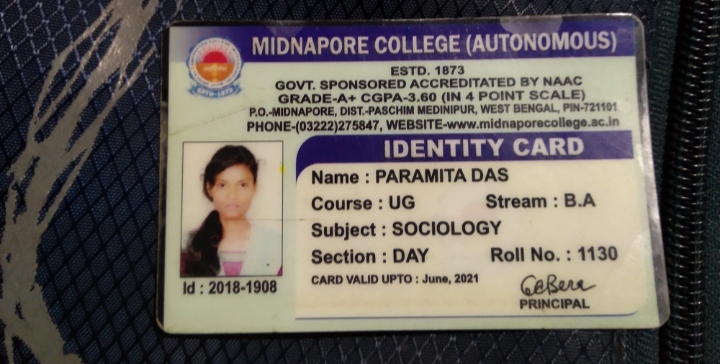 MIDNAPORE COLLEGE (AUTONOMOUS)
ESTD. 1873
GOVT. SPONSORED ACCREDITATED BY NAAC
GRADE-A+ CGPA-3.60 (IN 4 POINT SCALE)
P.O.-MIDNAPORE, DIST.-PASCHIM MEDINIPUR, WEST BENGAL, PIN-721101
PHONE-(03222)275847, WEBSITE-www.midnaporecollege.ac.in
IDENTITY CARD
Name : PARAMITA DAS
Course : UG Stream : B.A
Subject : SOCIOLOGY
Section : DAY Roll No. : 1130
CARD VALID UPTO : June, 2021
Id : 2018-1908
PRINCIPAL